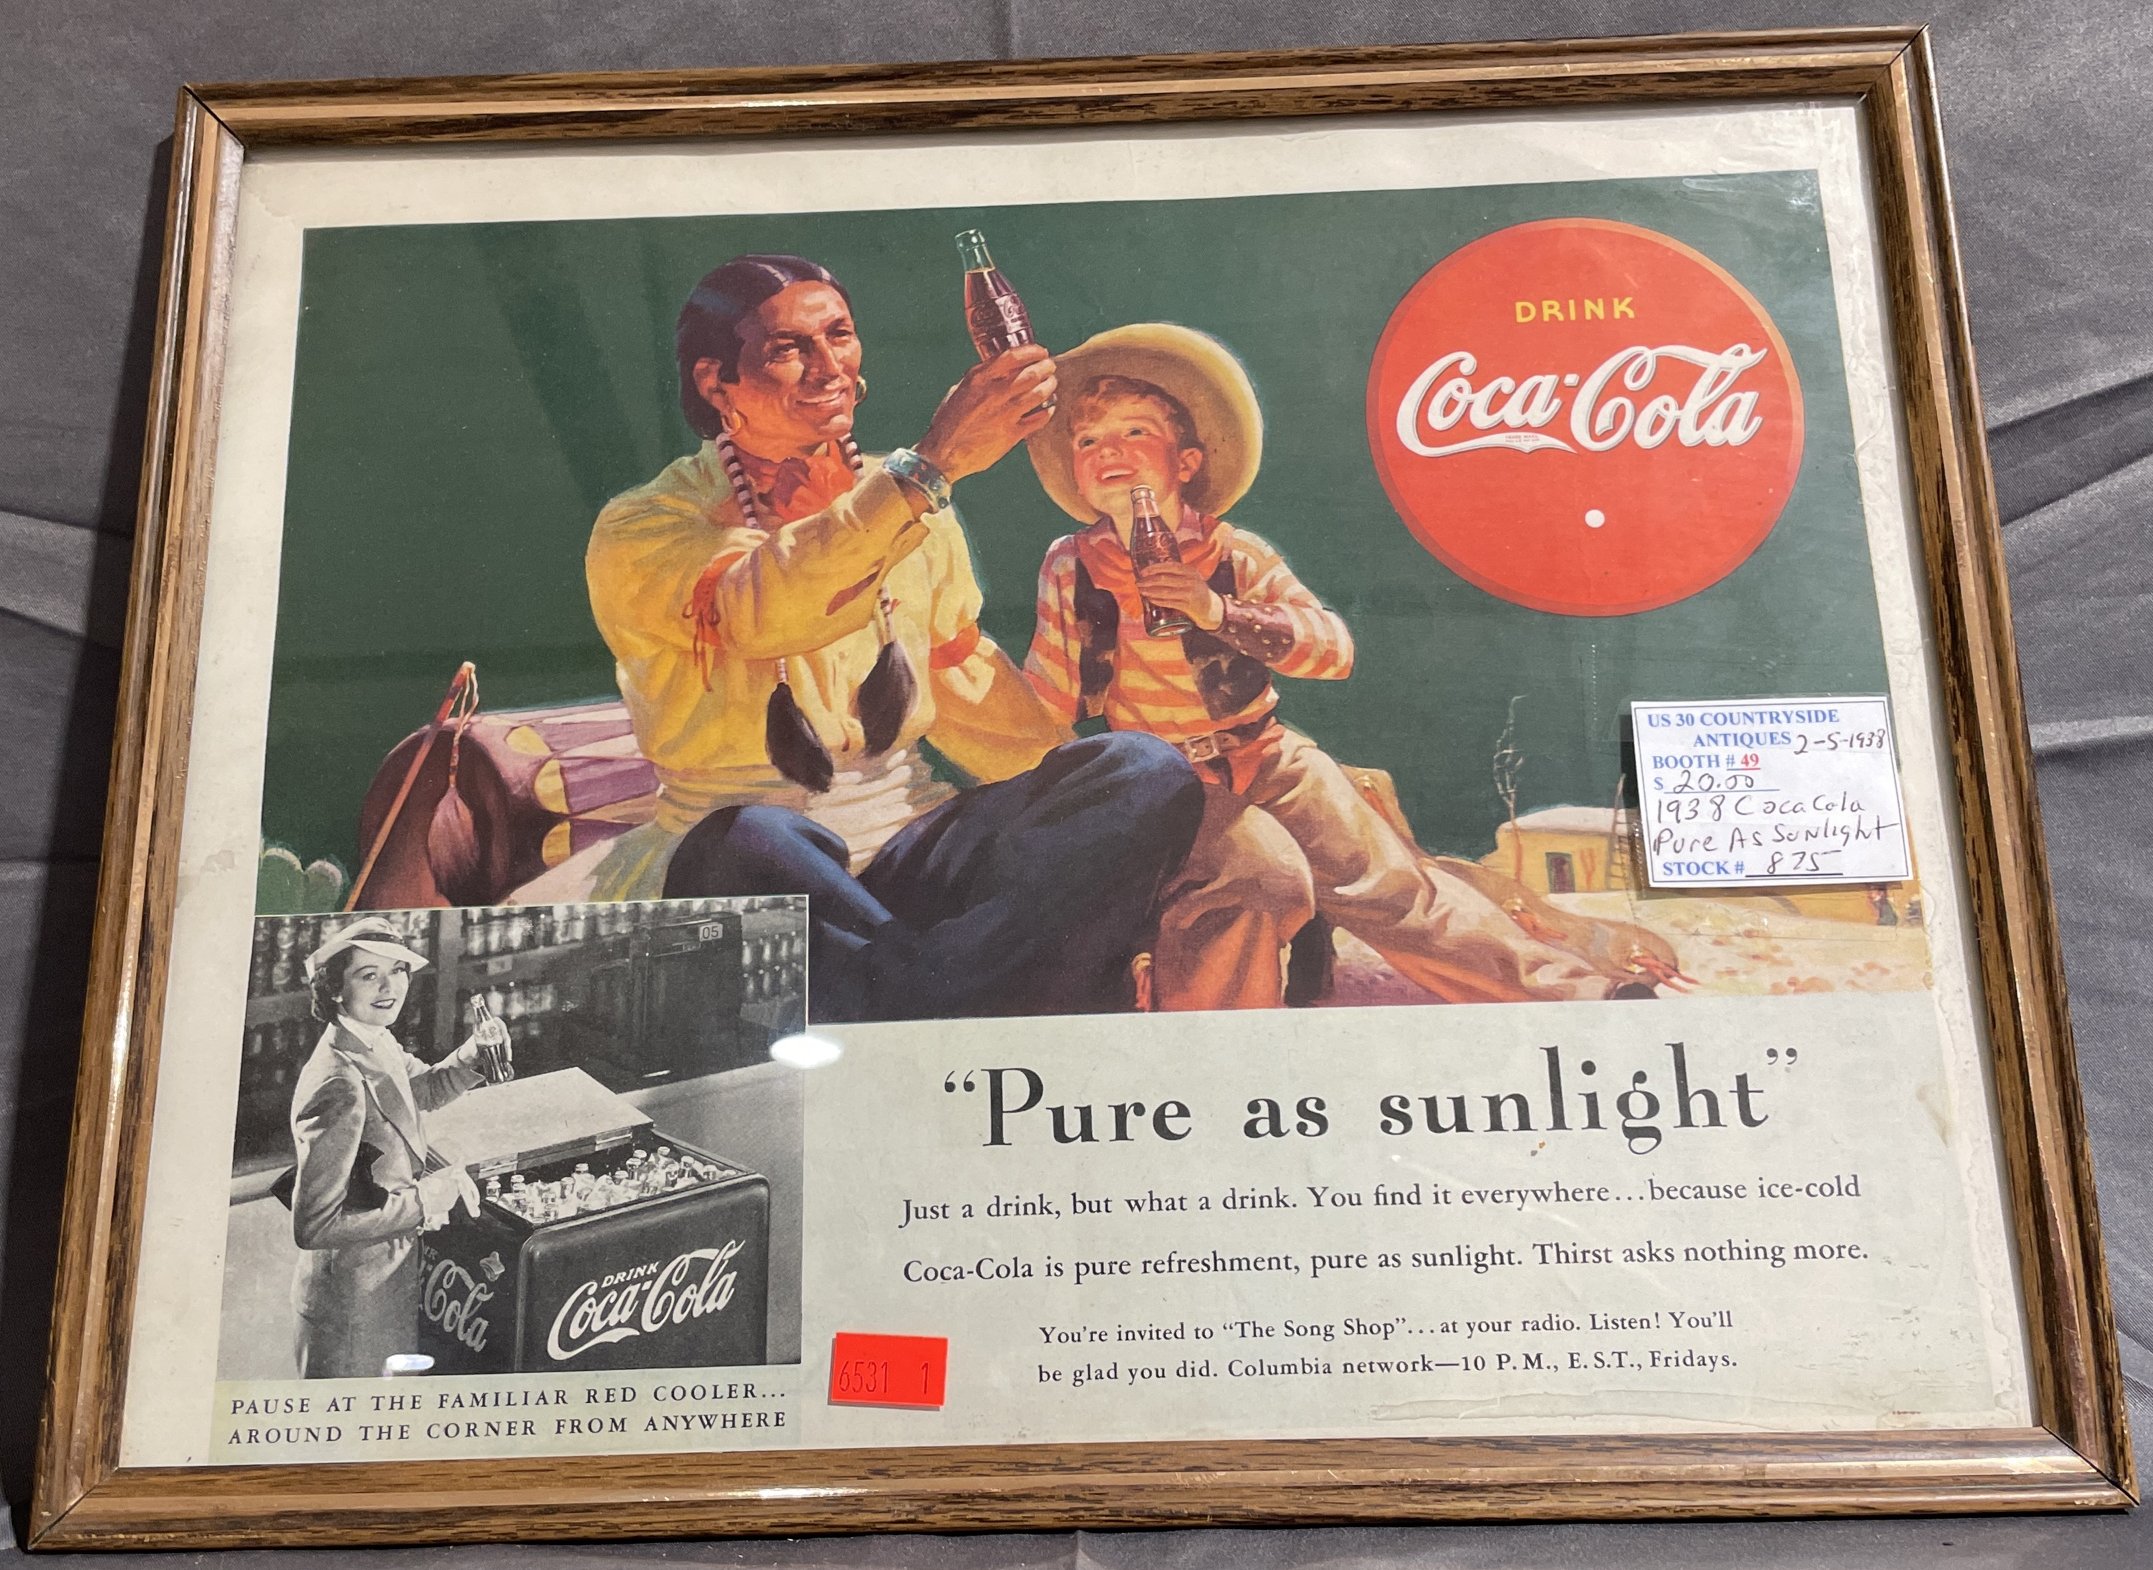 DRINK
Coca-Cola
US 30 COUNTRYSIDE
ANTIQUES 2-5-1938
BOOTH # 49
$ 20.00
1938 Coca Cola
Pure As Sunlight
STOCK # 875
05
DRINK
Coca-Cola
Cola
PAUSE AT THE FAMILIAR RED COOLER...
AROUND THE CORNER FROM ANYWHERE
“Pure as sunlight”
Just a drink, but what a drink. You find it everywhere...because ice-cold
Coca-Cola is pure refreshment, pure as sunlight. Thirst asks nothing more.
You're invited to “The Song Shop”...at your radio. Listen! You'll
be glad you did. Columbia network—10 P.M., E.S.T., Fridays.
6531 1